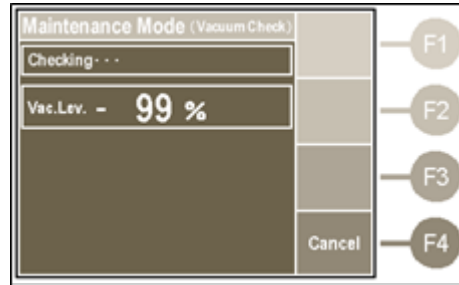 Maintenance Mode (Vacuum Check)
Checking・・・
Vac.Lev. - 99 %
Cancel
F1
F2
F3
F4